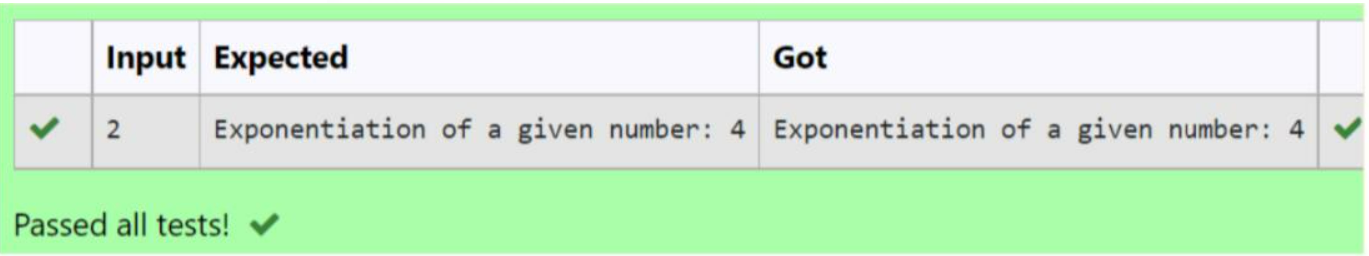 Input Expected Got
2 Exponentiation of a given number: 4 Exponentiation of a given number: 4
Passed all tests!